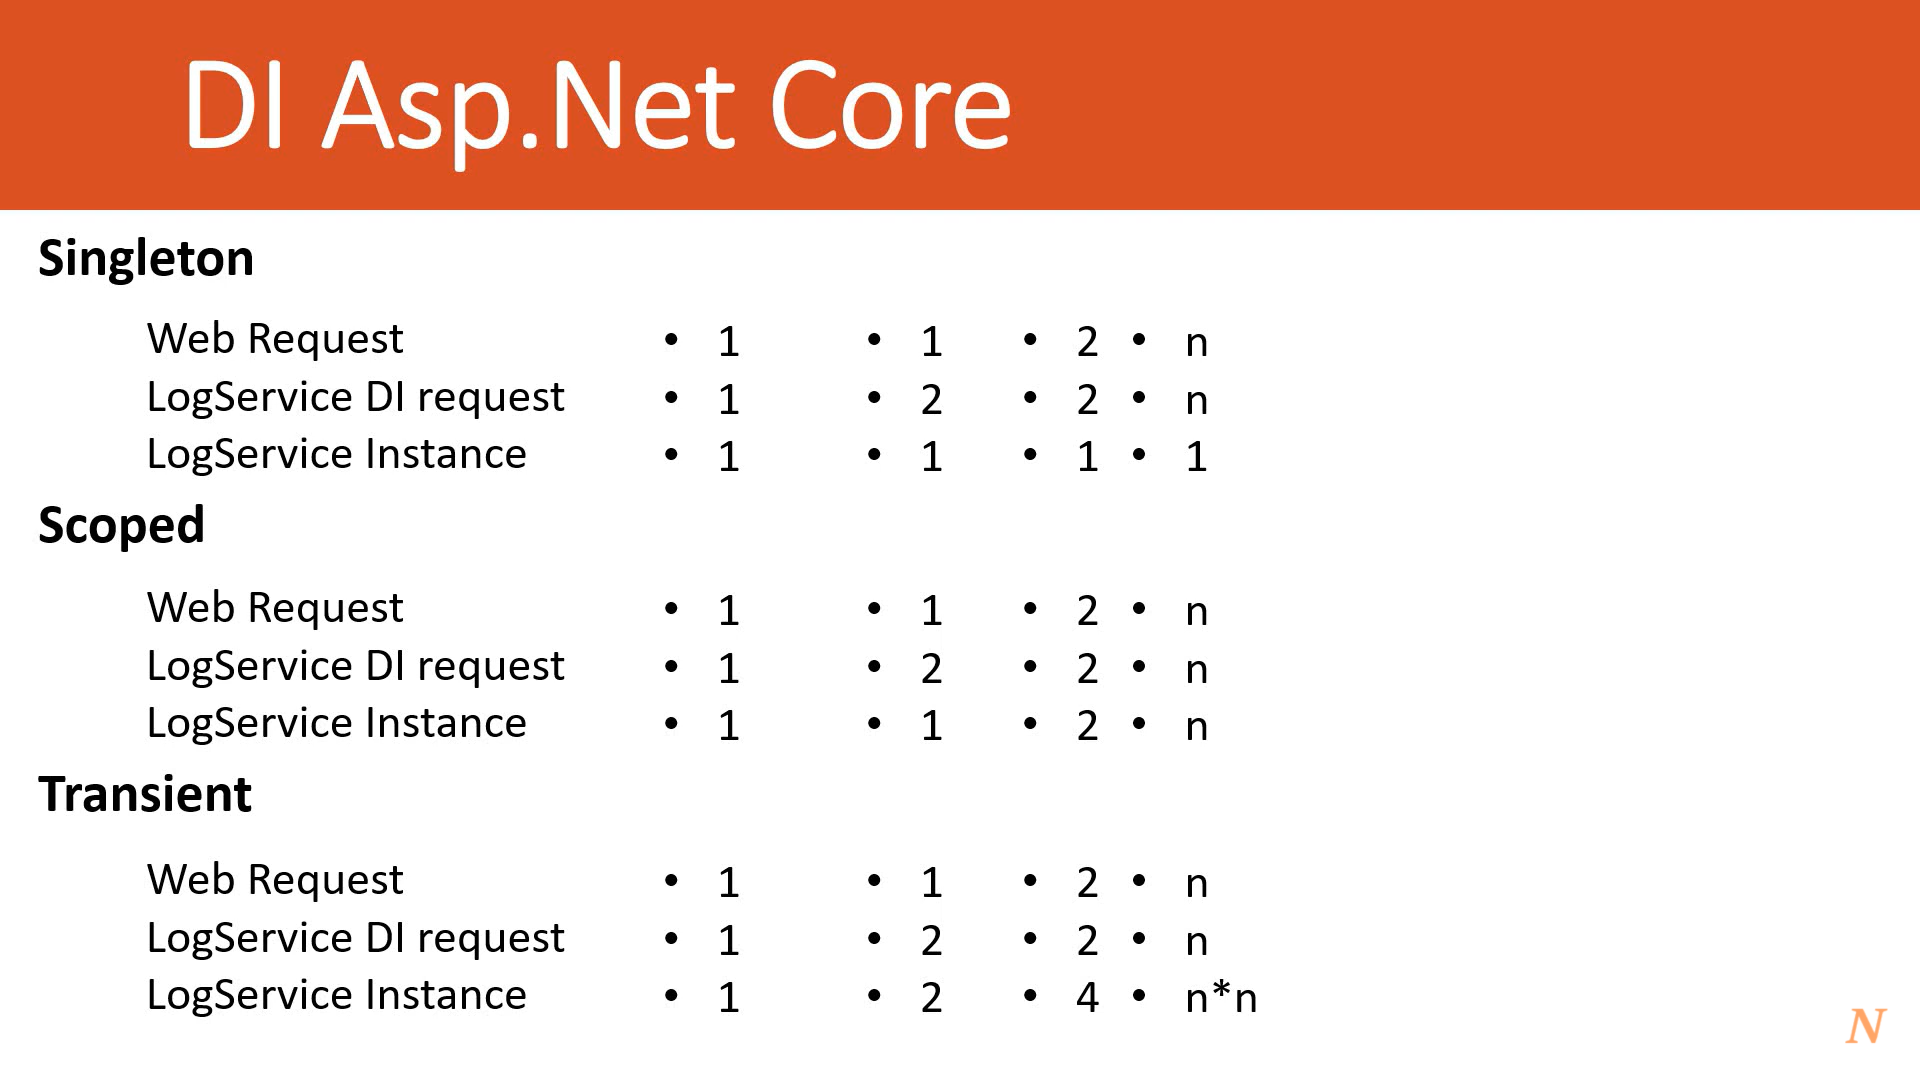 DI Asp.Net Core
Singleton
Web Request • 1 • 1 • 2 • n
LogService DI request • 1 • 2 • 2 • n
LogService Instance • 1 • 1 • 1 • 1
Scoped
Web Request • 1 • 1 • 2 • n
LogService DI request • 1 • 2 • 2 • n
LogService Instance • 1 • 1 • 2 • n
Transient
Web Request • 1 • 1 • 2 • n
LogService DI request • 1 • 2 • 2 • n
LogService Instance • 1 • 2 • 4 • n*n
N